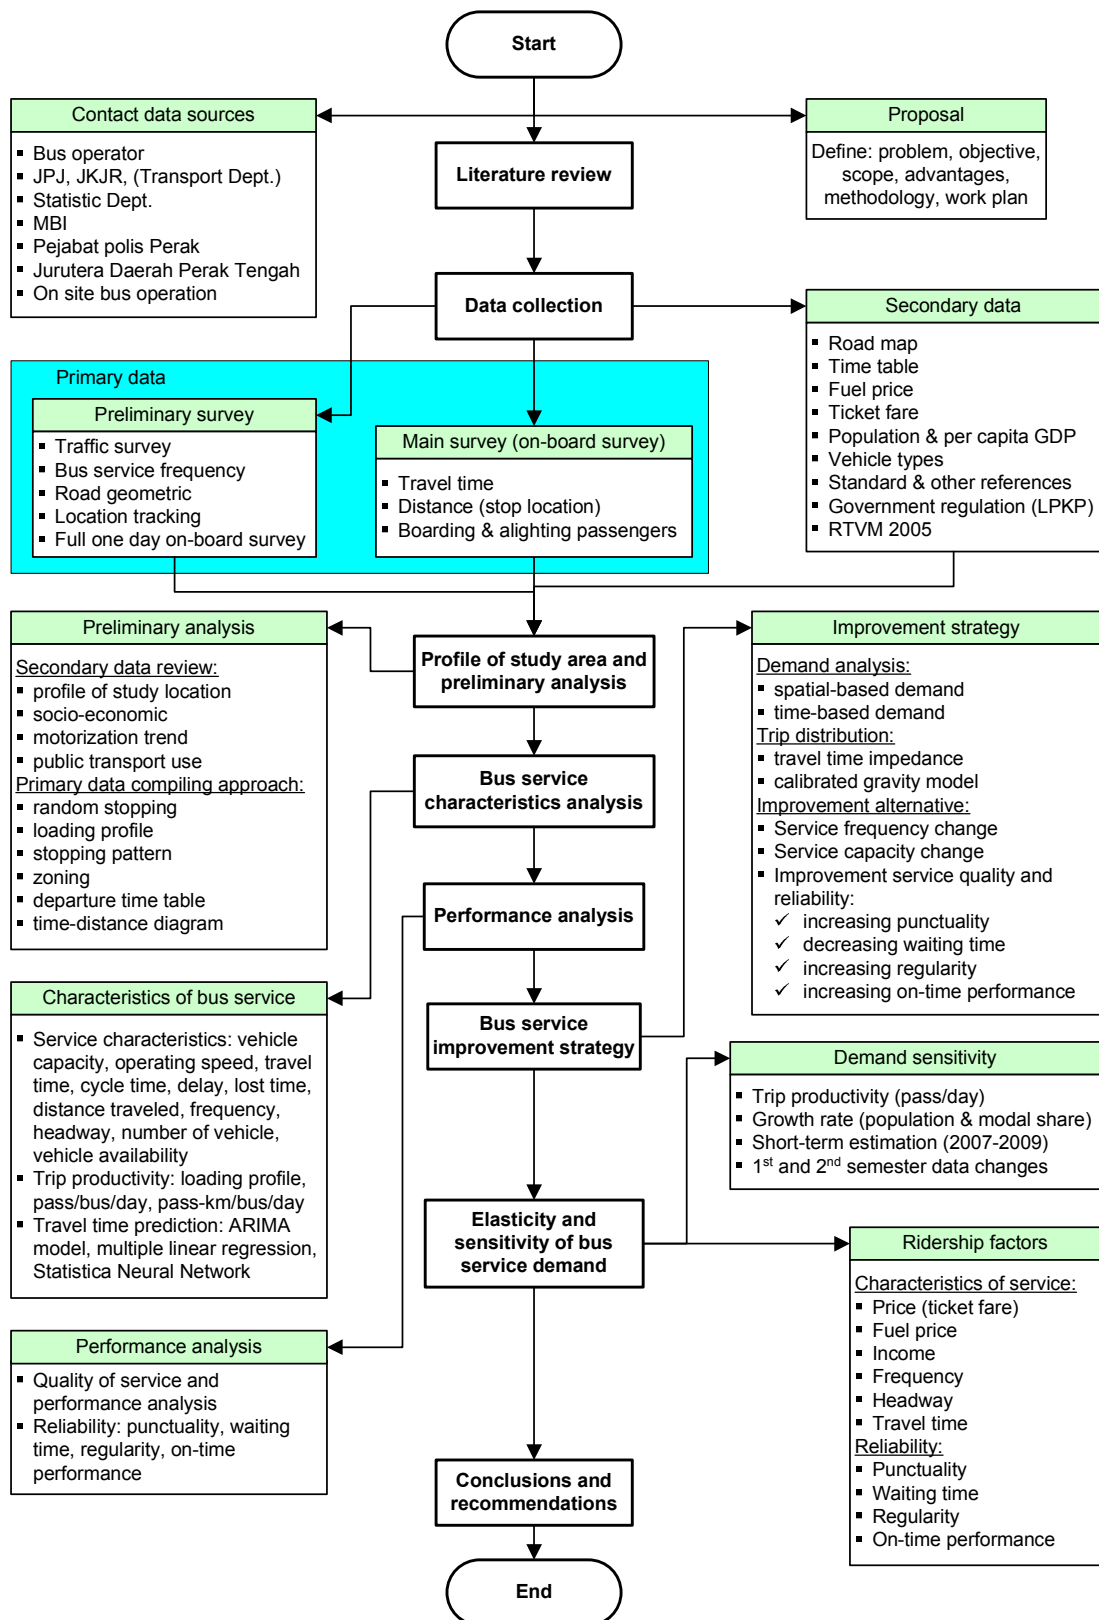 Start
Contact data sources
▪ Bus operator
▪ JPJ, JKJR, (Transport Dept.)
▪ Statistic Dept.
▪ MBI
▪ Pejabat polis Perak
▪ Jurutera Daerah Perak Tengah
▪ On site bus operation
Proposal
Define: problem, objective,
scope, advantages,
methodology, work plan
Literature review
Data collection
Secondary data
▪ Road map
▪ Time table
▪ Fuel price
▪ Ticket fare
▪ Population & per capita GDP
▪ Vehicle types
▪ Standard & other references
▪ Government regulation (LPKP)
▪ RTVM 2005
Primary data
Preliminary survey
▪ Traffic survey
▪ Bus service frequency
▪ Road geometric
▪ Location tracking
▪ Full one day on-board survey
Main survey (on-board survey)
▪ Travel time
▪ Distance (stop location)
▪ Boarding & alighting passengers
Preliminary analysis
Secondary data review:
▪ profile of study location
▪ socio-economic
▪ motorization trend
▪ public transport use
Primary data compiling approach:
▪ random stopping
▪ loading profile
▪ stopping pattern
▪ zoning
▪ departure time table
▪ time-distance diagram
Profile of study area and
preliminary analysis
Improvement strategy
Demand analysis:
▪ spatial-based demand
▪ time-based demand
Trip distribution:
▪ travel time impedance
▪ calibrated gravity model
Improvement alternative:
▪ Service frequency change
▪ Service capacity change
▪ Improvement service quality and
reliability:
✓ increasing punctuality
✓ decreasing waiting time
✓ increasing regularity
✓ increasing on-time performance
Bus service
characteristics analysis
Performance analysis
Characteristics of bus service
▪ Service characteristics: vehicle
capacity, operating speed, travel
time, cycle time, delay, lost time,
distance traveled, frequency,
headway, number of vehicle,
vehicle availability
▪ Trip productivity: loading profile,
pass/bus/day, pass-km/bus/day
▪ Travel time prediction: ARIMA
model, multiple linear regression,
Statistica Neural Network
Bus service
improvement strategy
Demand sensitivity
▪ Trip productivity (pass/day)
▪ Growth rate (population & modal share)
▪ Short-term estimation (2007-2009)
▪ 1st and 2nd semester data changes
Elasticity and
sensitivity of bus
service demand
Ridership factors
Characteristics of service:
▪ Price (ticket fare)
▪ Fuel price
▪ Income
▪ Frequency
▪ Headway
▪ Travel time
Reliability:
▪ Punctuality
▪ Waiting time
▪ Regularity
▪ On-time performance
Performance analysis
▪ Quality of service and
performance analysis
▪ Reliability: punctuality, waiting
time, regularity, on-time
performance
Conclusions and
recommendations
End